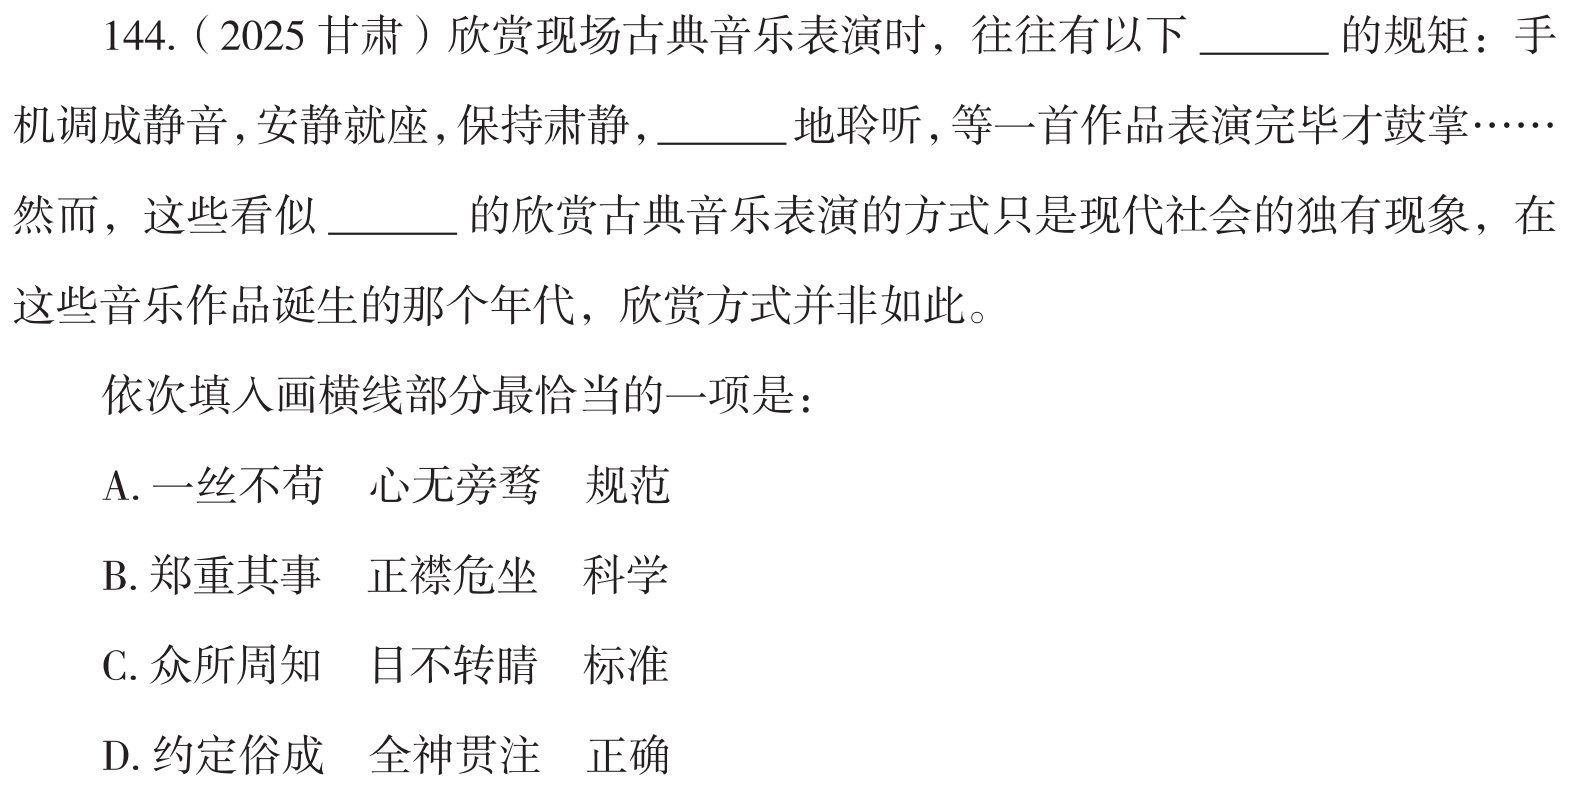 144.（2025 甘肃）欣赏现场古典音乐表演时，往往有以下 ______ 的规矩：手
机调成静音，安静就座，保持肃静，______ 地聆听，等一首作品表演完毕才鼓掌……
然而，这些看似 ______ 的欣赏古典音乐表演的方式只是现代社会的独有现象，在
这些音乐作品诞生的那个年代，欣赏方式并非如此。
依次填入画横线部分最恰当的一项是：
A. 一丝不苟　心无旁骛　规范
B. 郑重其事　正襟危坐　科学
C. 众所周知　目不转睛　标准
D. 约定俗成　全神贯注　正确